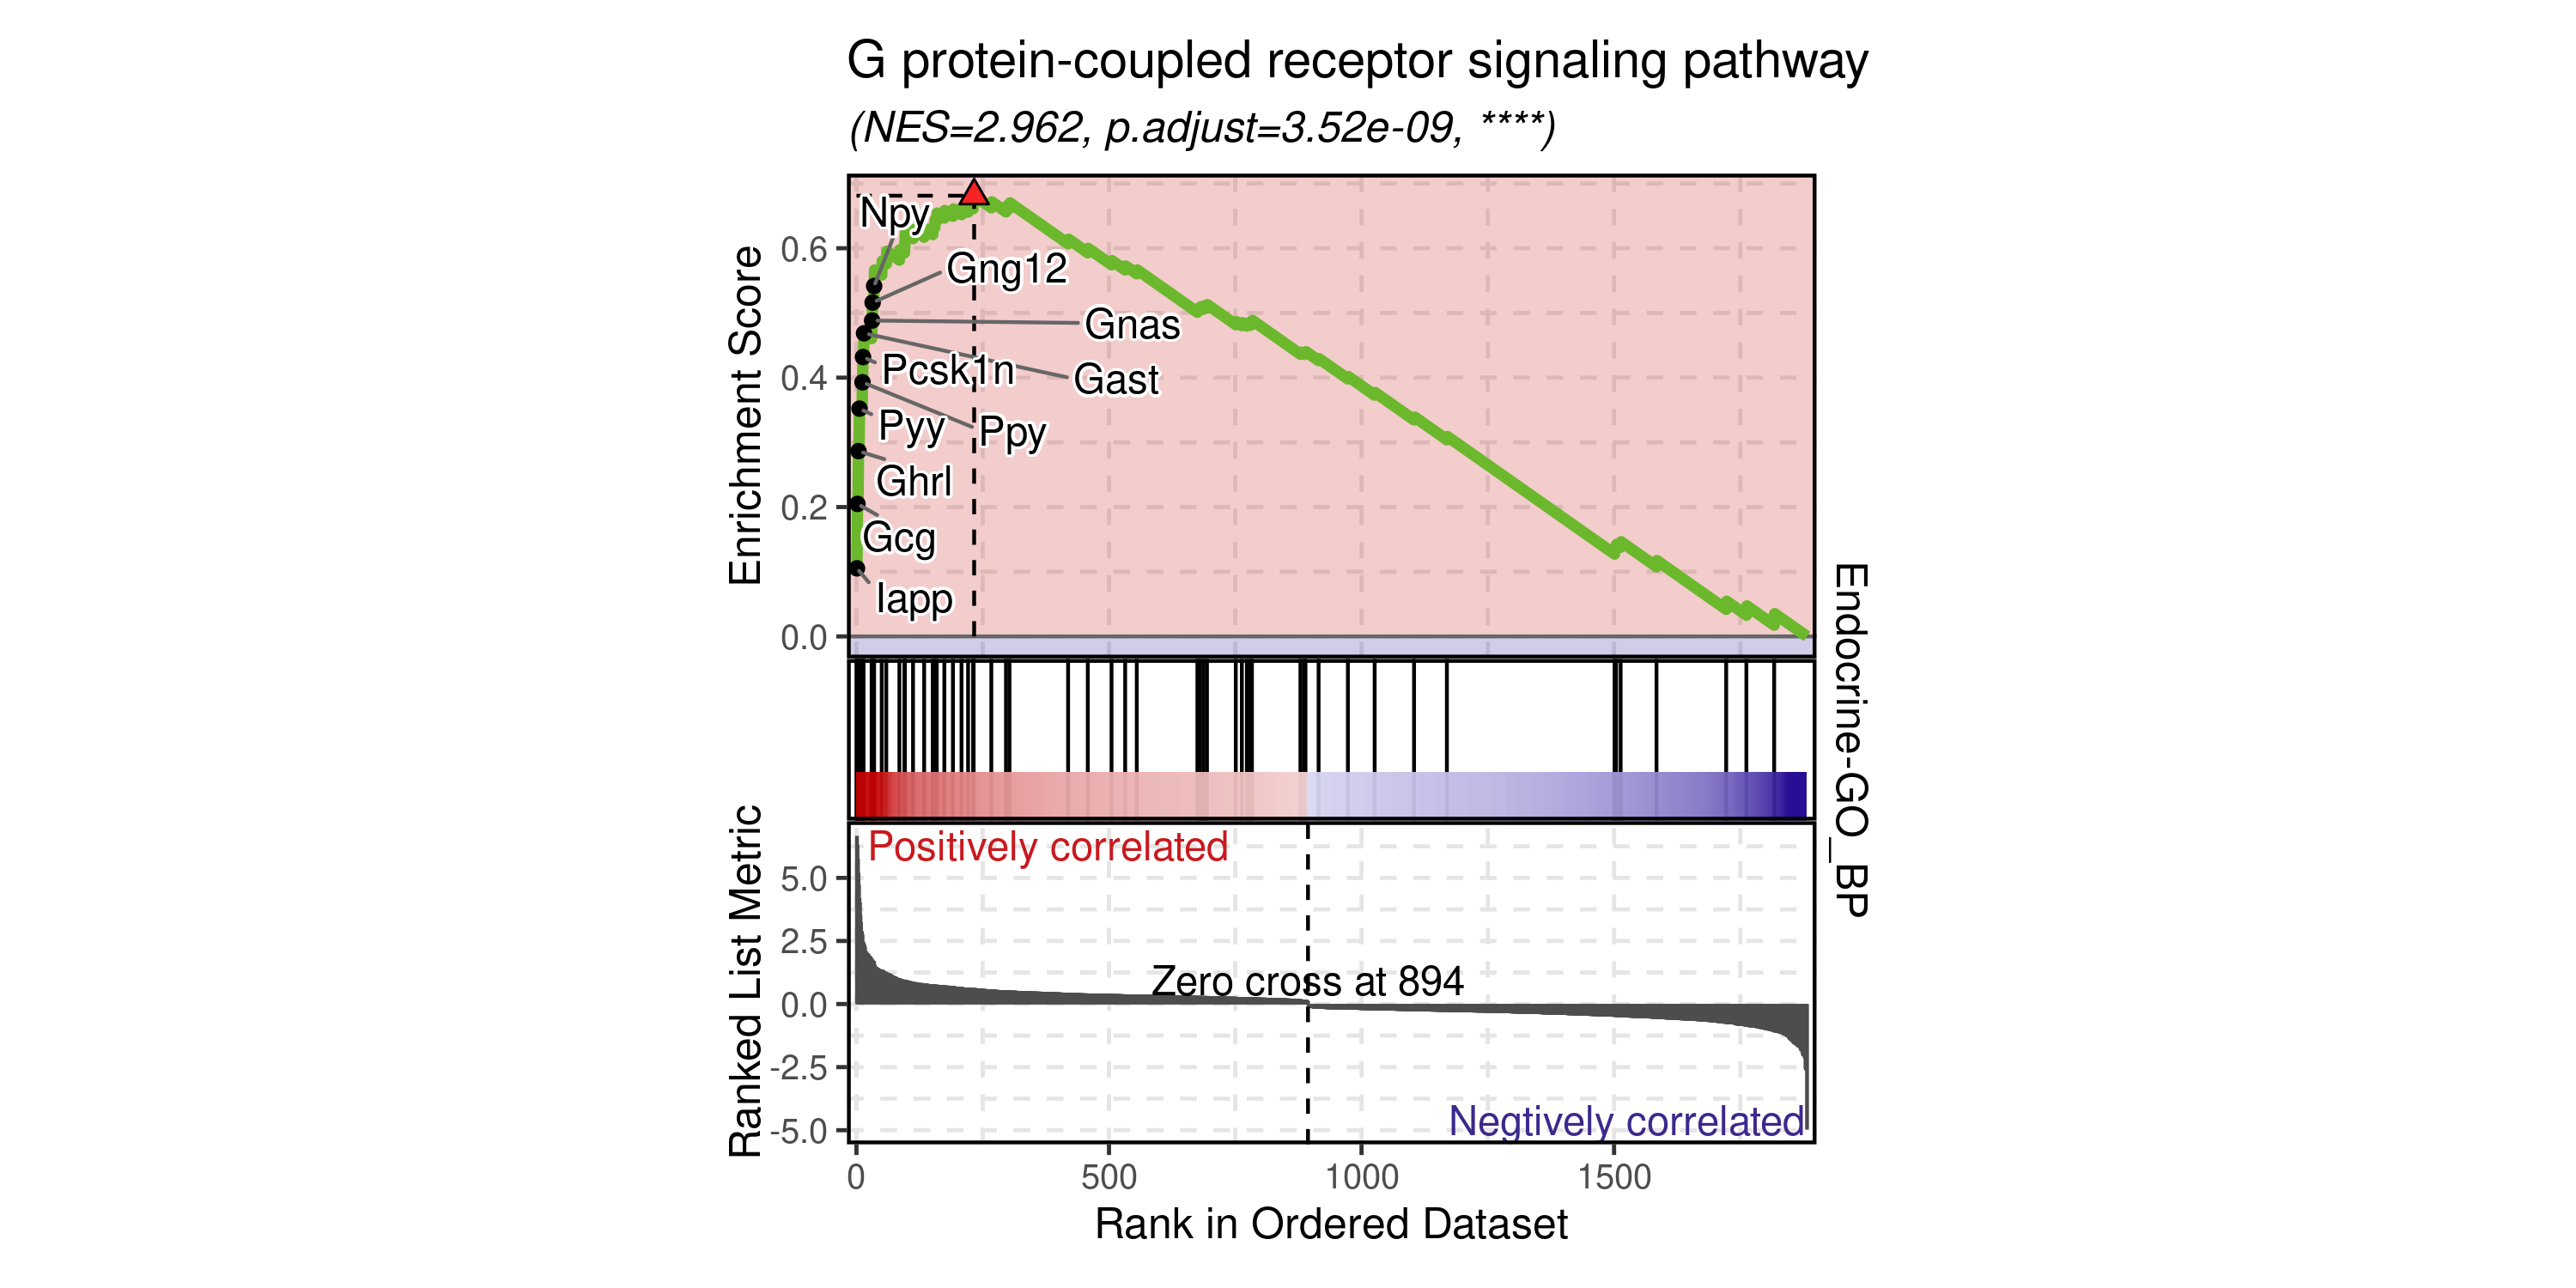 G protein-coupled receptor signaling pathway
(NES=2.962, p.adjust=3.52e-09, ****)
Enrichment Score
0.6
0.4
0.2
0.0
Npy
Gng12
Gnas
Pcsk1n
Gast
Pyy
Ppy
Ghrl
Gcg
Iapp
Endocrine-GO_BP
Ranked List Metric
5.0
2.5
0.0
-2.5
-5.0
Positively correlated
Zero cross at 894
Negtively correlated
0 500 1000 1500
Rank in Ordered Dataset